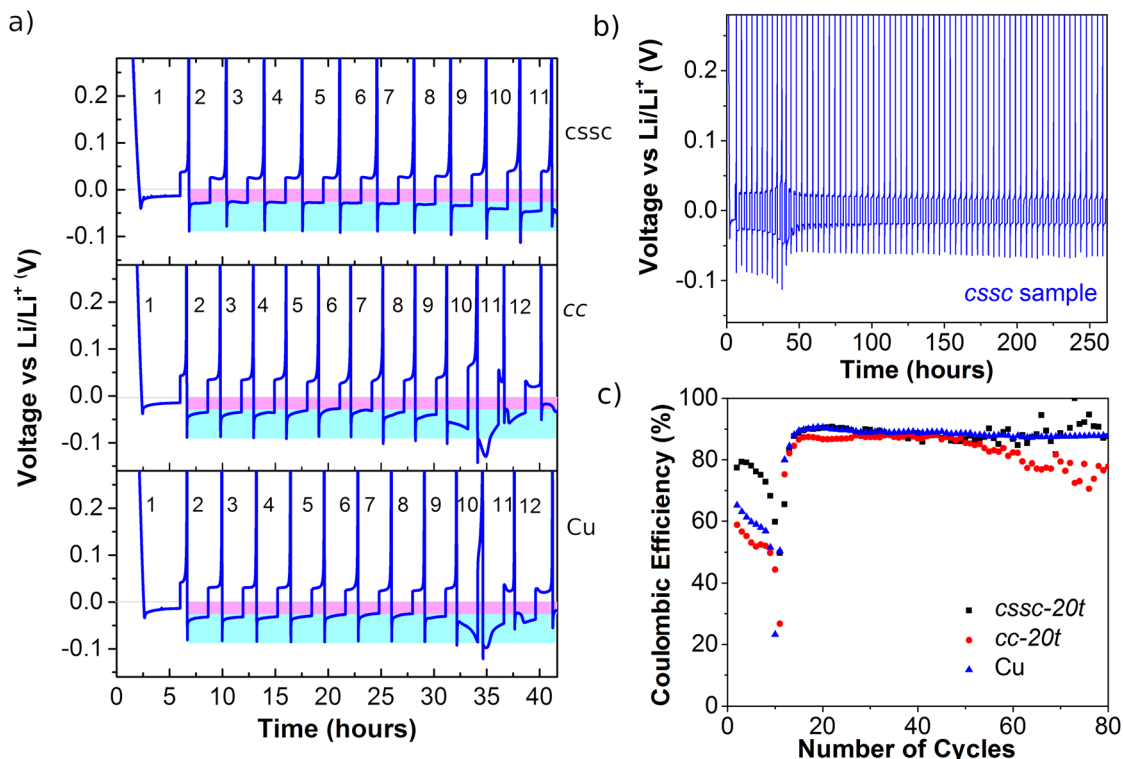 a)
Voltage vs Li/Li⁺ (V)
0.2
0.1
0.0
-0.1
1 2 3 4 5 6 7 8 9 10 11
cssc
0.2
0.1
0.0
-0.1
1 2 3 4 5 6 7 8 9 10 11 12
cc
0.2
0.1
0.0
-0.1
1 2 3 4 5 6 7 8 9 10 11 12
Cu
0 5 10 15 20 25 30 35 40
Time (hours)
b)
Voltage vs Li/Li⁺ (V)
0.2
0.1
0.0
-0.1
cssc sample
0 50 100 150 200 250
Time (hours)
c)
Coulombic Efficiency (%)
100
80
60
40
20
0
cssc-20t
cc-20t
Cu
0 20 40 60 80
Number of Cycles